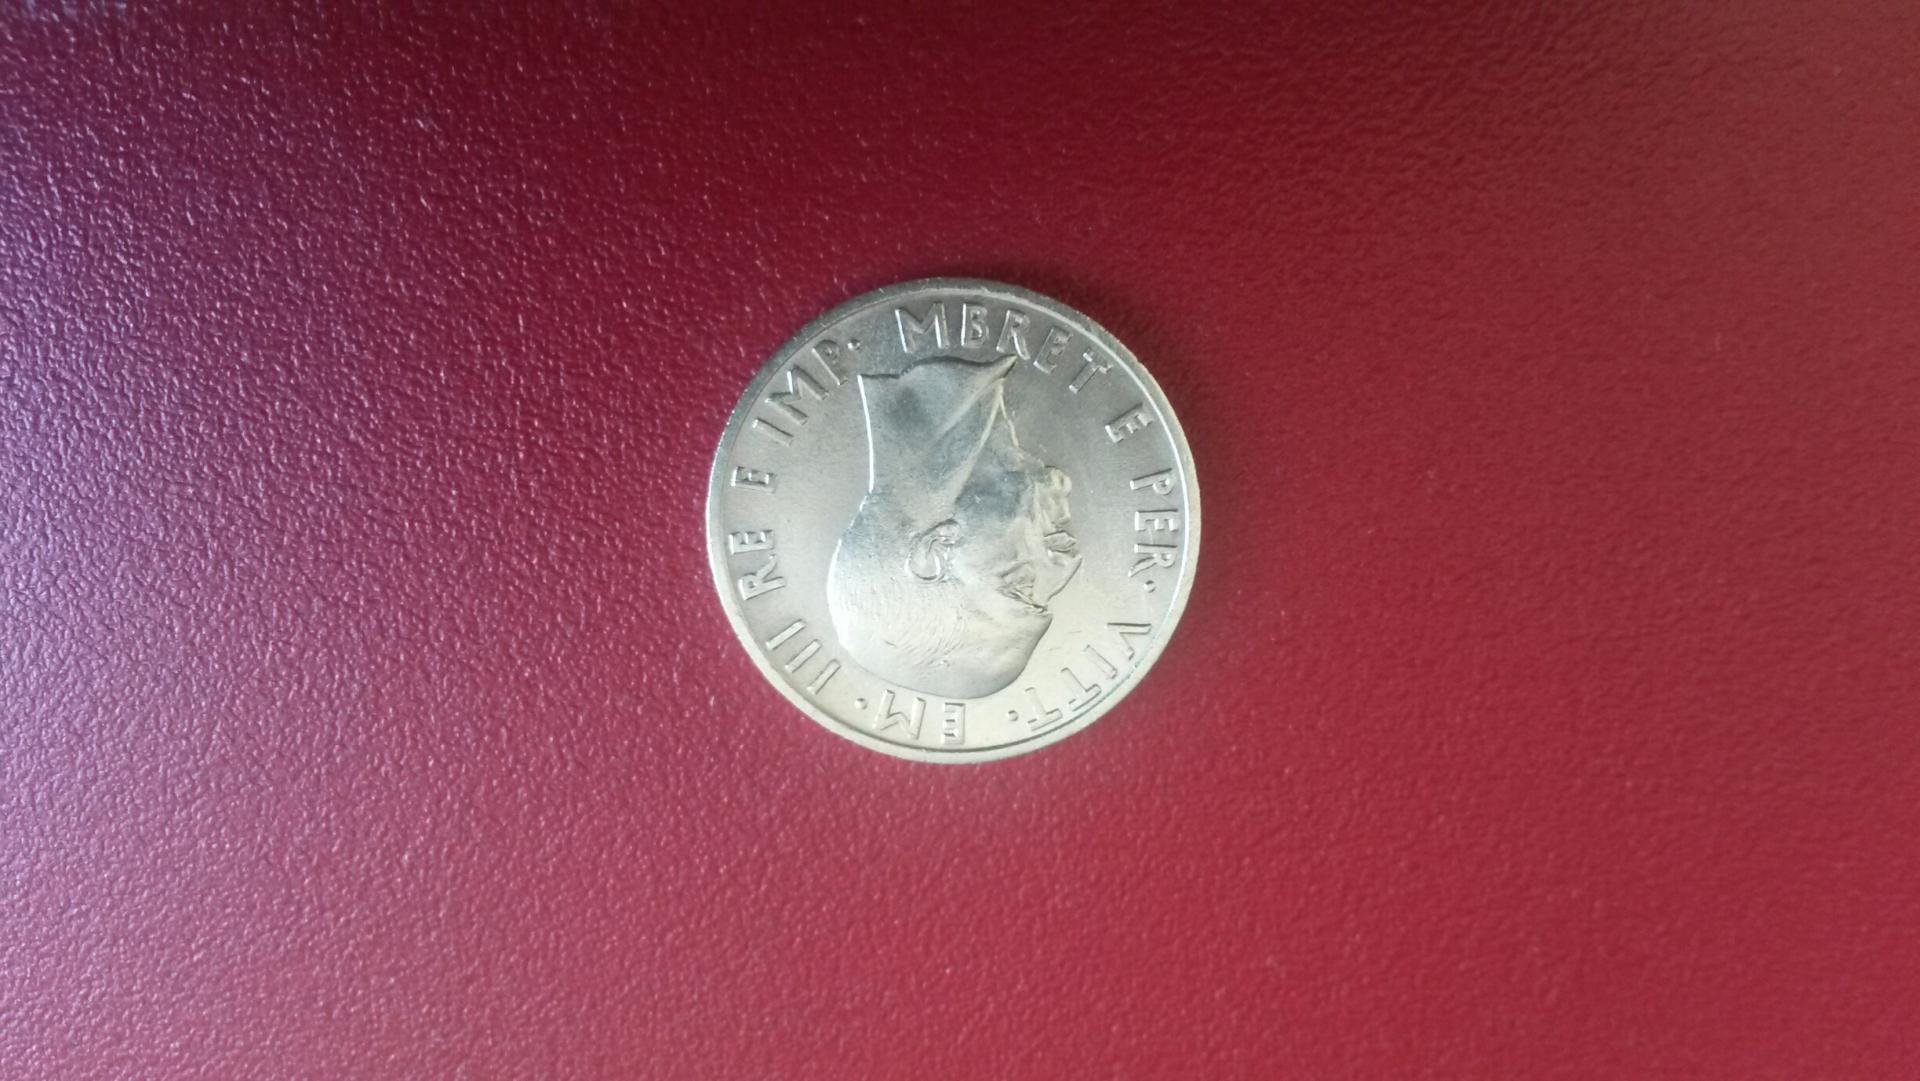 VITT. EM. III RE E IMP. MBRET E PER.